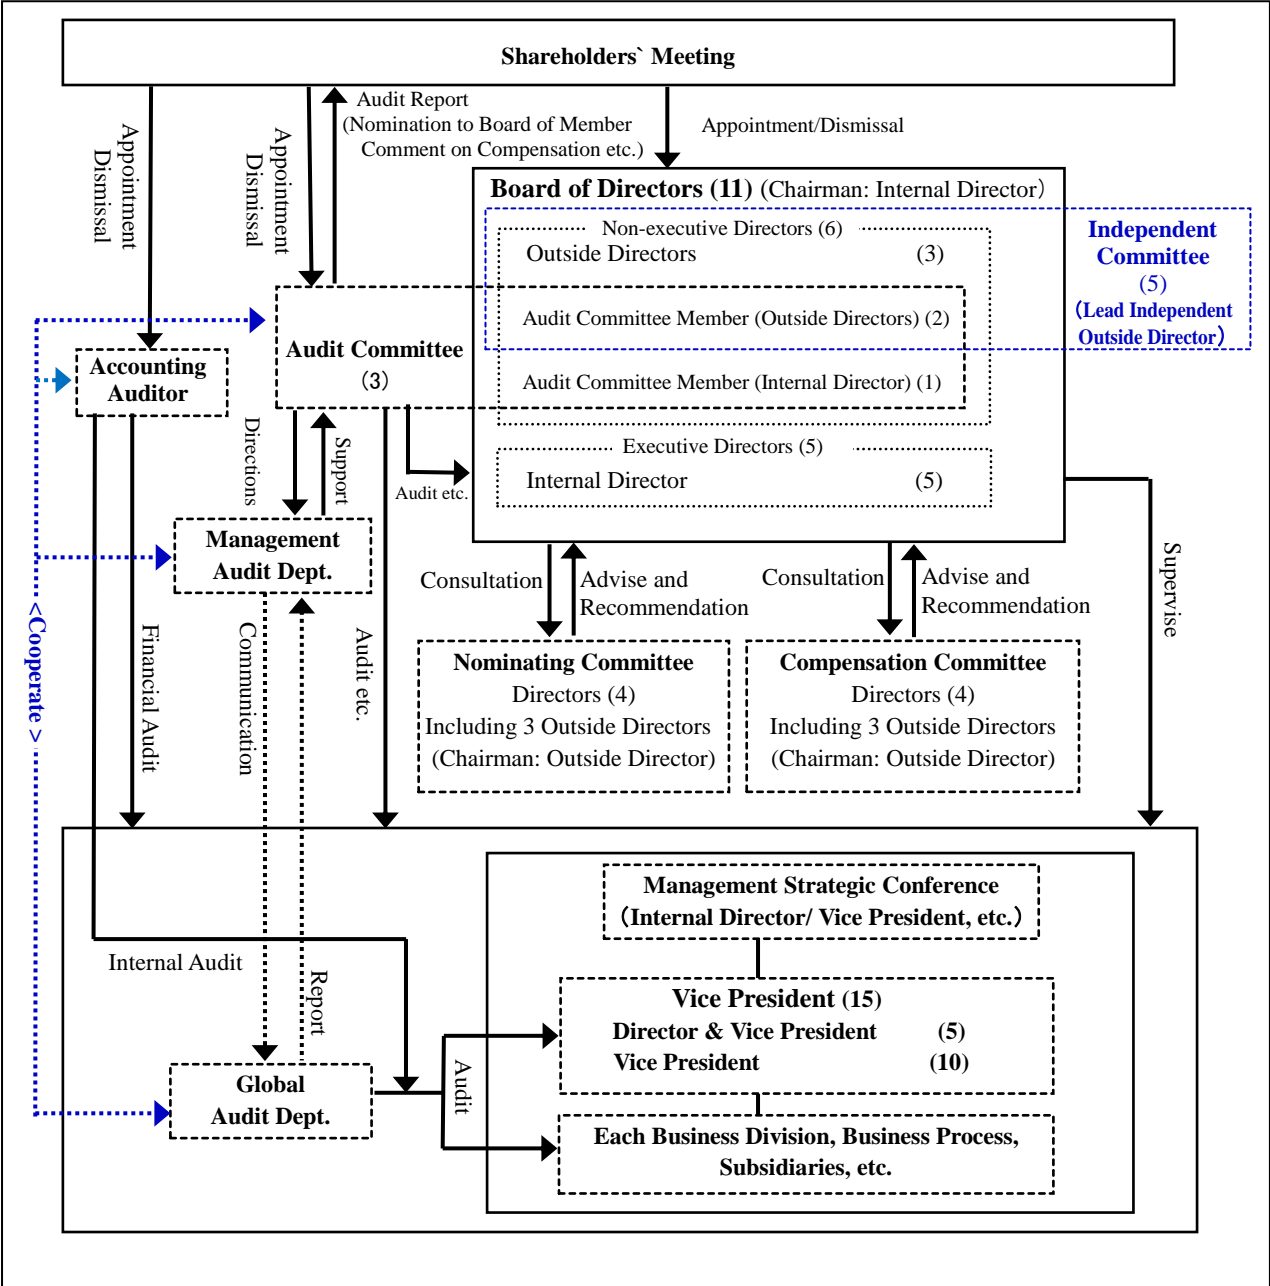 Shareholders` Meeting
Appointment
Dismissal
Appointment
Dismissal
Audit Report
(Nomination to Board of Member
Comment on Compensation etc.)
Appointment/Dismissal
Board of Directors (11) (Chairman: Internal Director）
Non-executive Directors (6)
Outside Directors (3)
Independent
Committee
(5)
（Lead Independent
Outside Director）
Audit Committee Member (Outside Directors) (2)
Audit Committee
（3）
Audit Committee Member (Internal Director) (1)
Accounting
Auditor
Executive Directors (5)
Internal Director (5)
Directions
Support
Audit etc.
Management
Audit Dept.
Consultation
Advise and
Recommendation
Consultation
Advise and
Recommendation
Supervise
<Cooperate >
Financial Audit
Communication
Audit etc.
Nominating Committee
Directors (4)
Including 3 Outside Directors
(Chairman: Outside Director)
Compensation Committee
Directors (4)
Including 3 Outside Directors
(Chairman: Outside Director)
Management Strategic Conference
（Internal Director/ Vice President, etc.）
Internal Audit
Report
Vice President (15)
Director & Vice President (5)
Vice President (10)
Global
Audit Dept.
Audit
Each Business Division, Business Process,
Subsidiaries, etc.